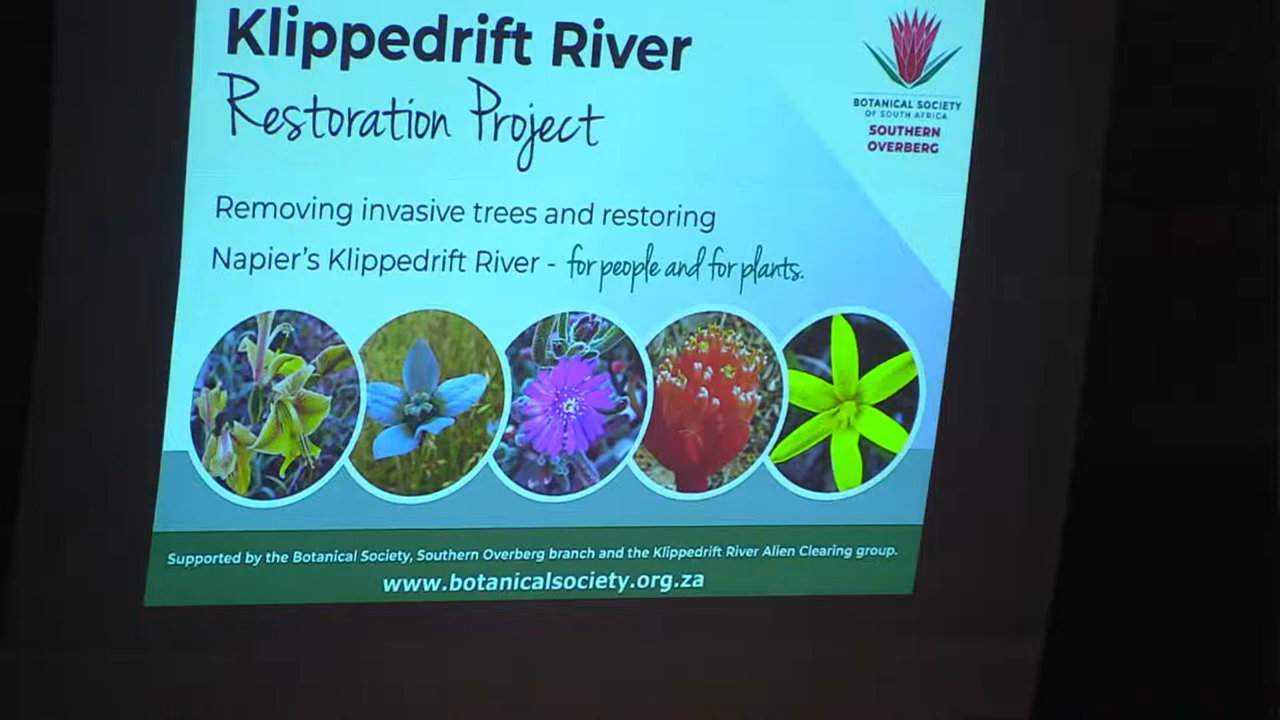 Klippedrift River
Restoration Project
BOTANICAL SOCIETY
OF SOUTH AFRICA
SOUTHERN
OVERBERG
Removing invasive trees and restoring
Napier's Klippedrift River - for people and for plants.
Supported by the Botanical Society, Southern Overberg branch and the Klippedrift River Alien Clearing group.
www.botanicalsociety.org.za